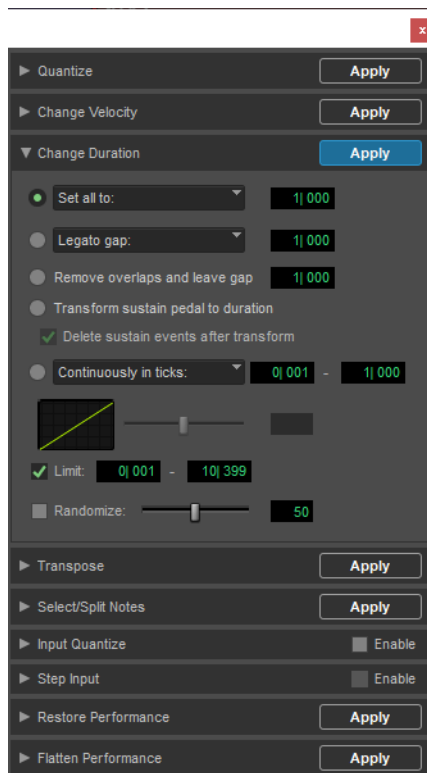 x
Quantize Apply
Change Velocity Apply
Change Duration Apply
Set all to: 1| 000
Legato gap: 1| 000
Remove overlaps and leave gap 1| 000
Transform sustain pedal to duration
Delete sustain events after transform
Continuously in ticks: 0| 001 - 1| 000
Limit: 0| 001 - 10| 399
Randomize: 50
Transpose Apply
Select/Split Notes Apply
Input Quantize Enable
Step Input Enable
Restore Performance Apply
Flatten Performance Apply